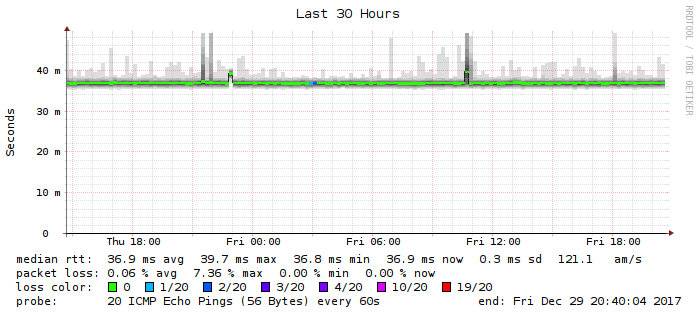 Last 30 Hours
RRDTOOL / TOBI OETIKER
Seconds
40 m
30 m
20 m
10 m
0
Thu 18:00 Fri 00:00 Fri 06:00 Fri 12:00 Fri 18:00
median rtt: 36.9 ms avg 39.7 ms max 36.8 ms min 36.9 ms now 0.3 ms sd 121.1 am/s
packet loss: 0.06 % avg 7.36 % max 0.00 % min 0.00 % now
loss color: 0 1/20 2/20 3/20 4/20 10/20 19/20
probe: 20 ICMP Echo Pings (56 Bytes) every 60s end: Fri Dec 29 20:40:04 2017